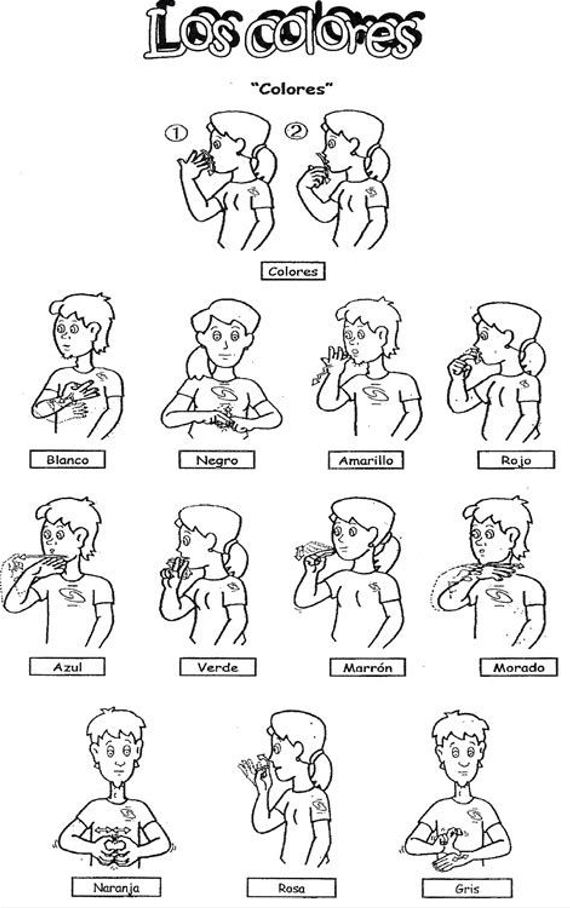 Los colores
"Colores"
1 2
Colores
Blanco Negro Amarillo Rojo
Azul Verde Marrón Morado
Naranja Rosa Gris